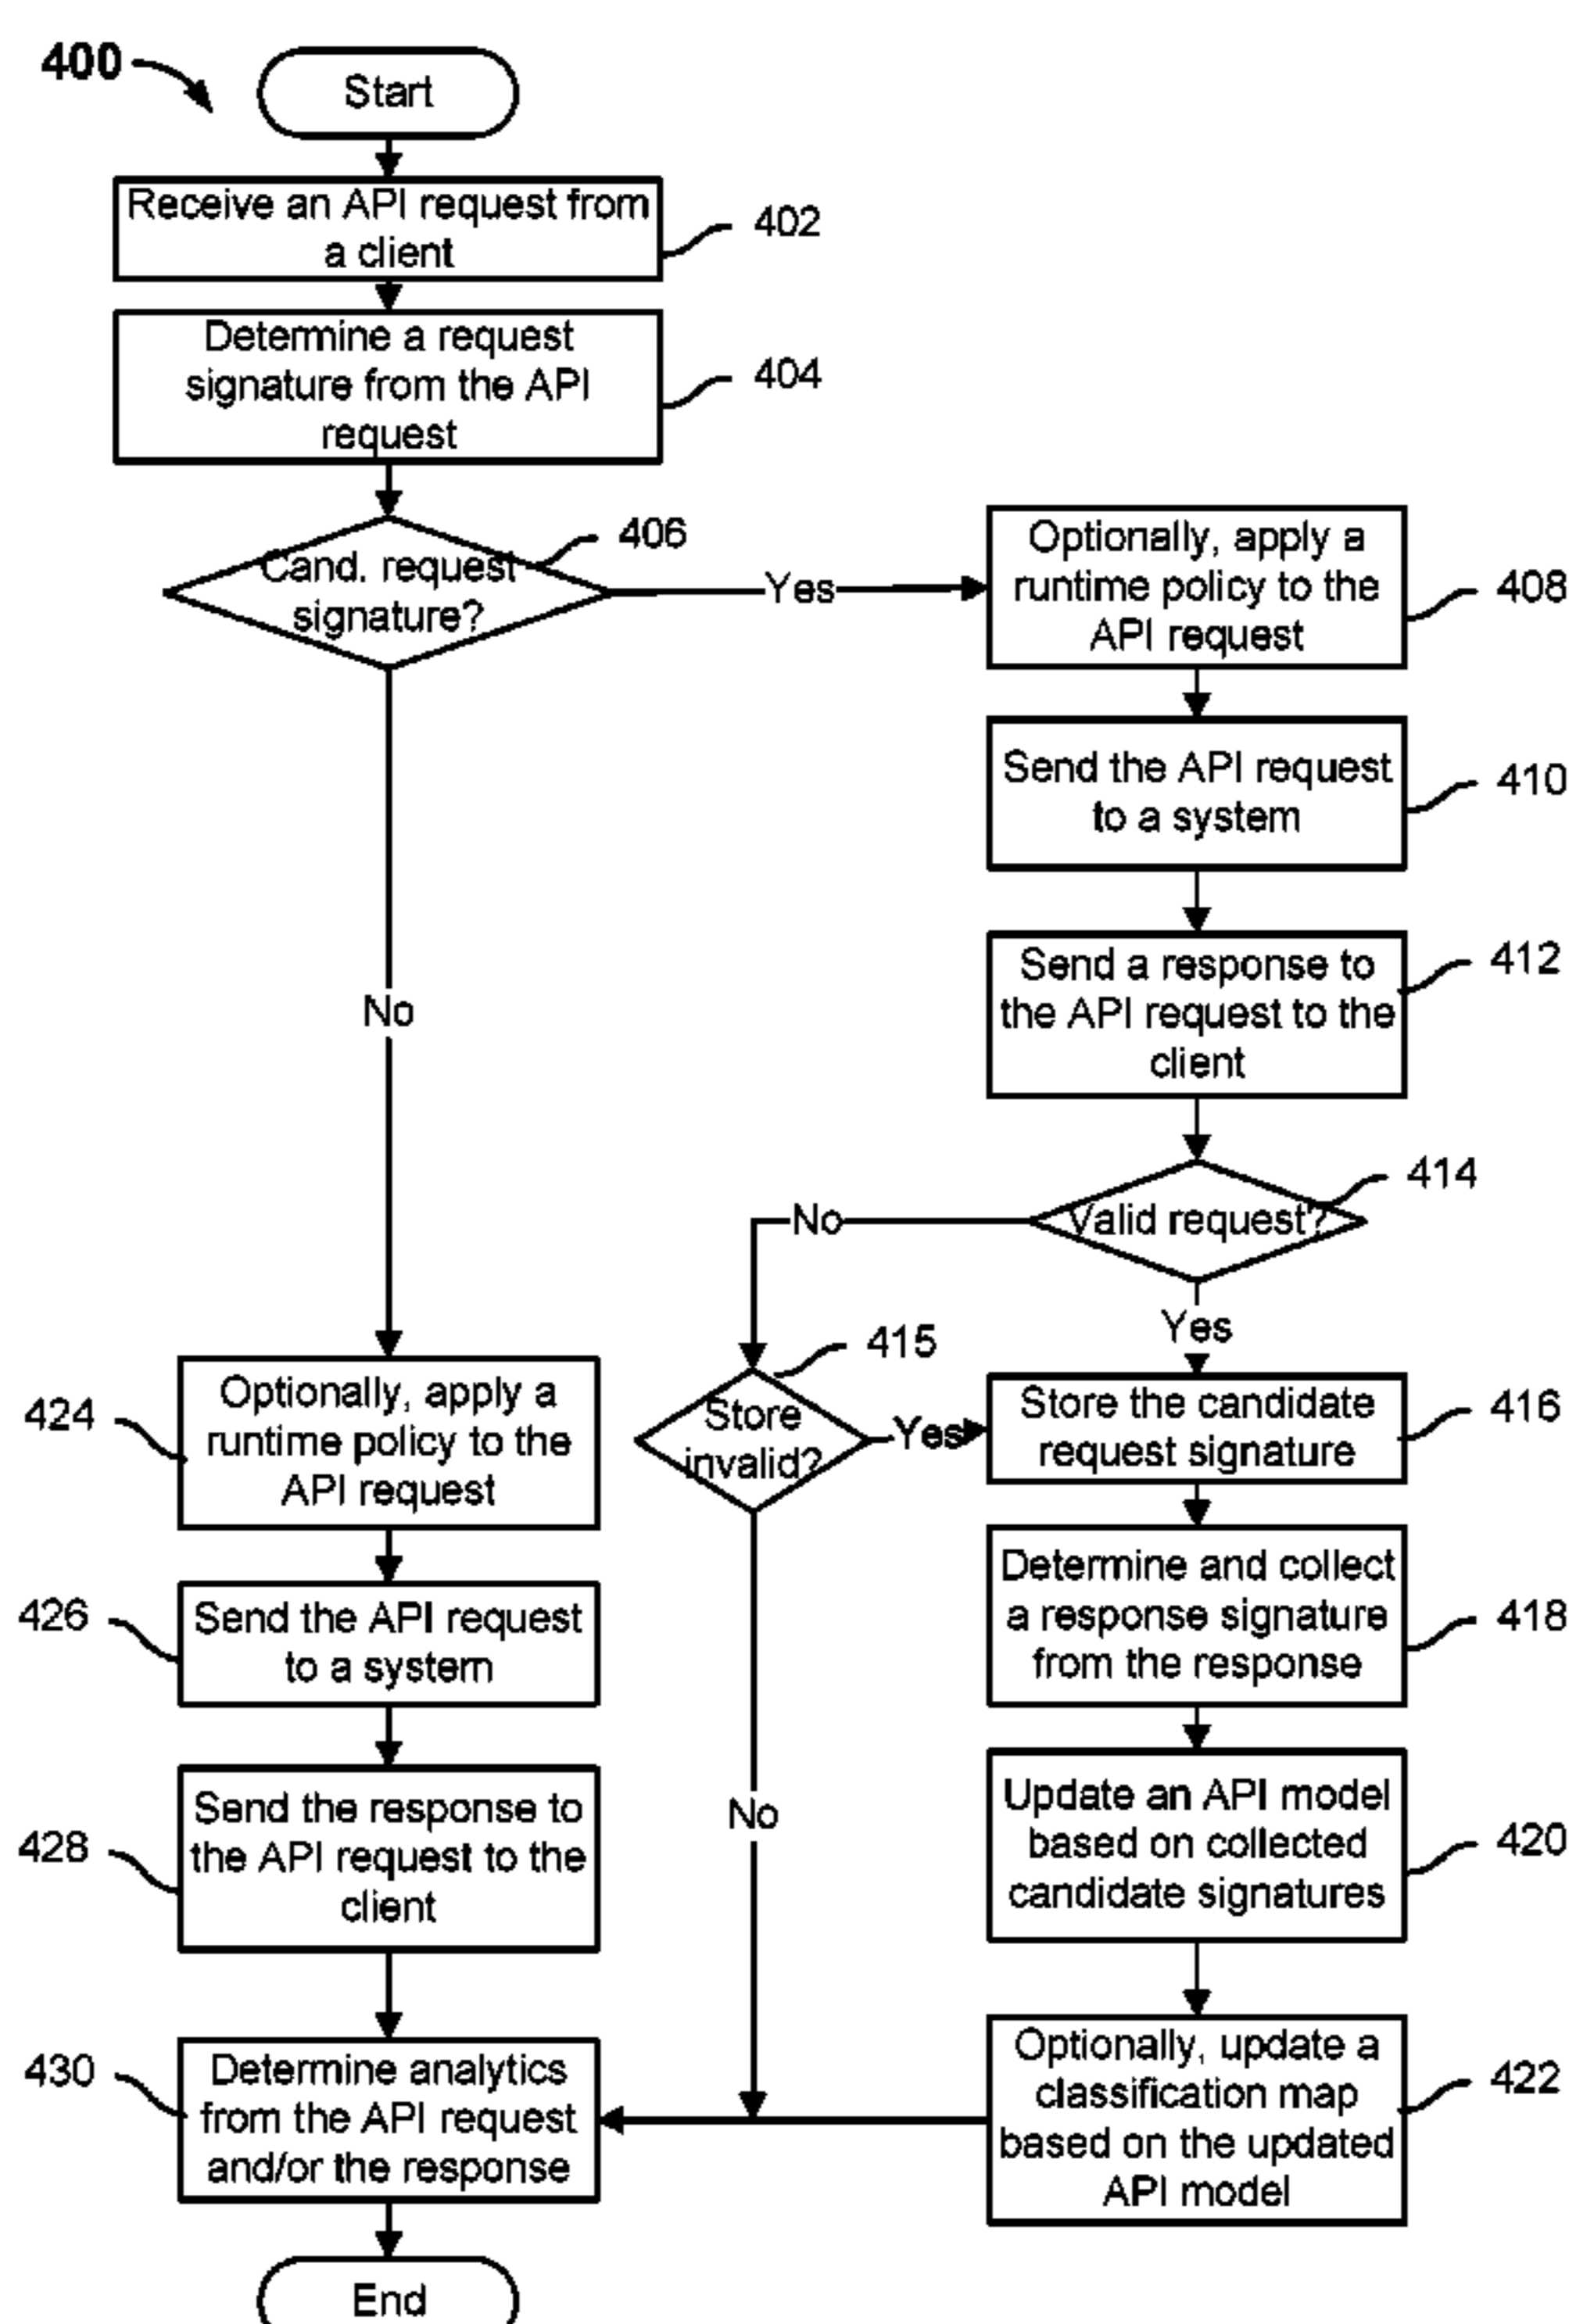 400
Start
Receive an API request from
a client
402
Determine a request
signature from the API
request
404
Cand. request
signature?
406
Yes
Optionally, apply a
runtime policy to the
API request
408
Send the API request
to a system
410
Send a response to
the API request to the
client
412
No
Valid request?
414
No
Yes
Store
invalid?
415
Yes
Store the candidate
request signature
416
Optionally, apply a
runtime policy to the
API request
424
Determine and collect
a response signature
from the response
418
Send the API request
to a system
426
Update an API model
based on collected
candidate signatures
420
Send the response to
the API request to the
client
428
No
Optionally, update a
classification map
based on the updated
API model
422
Determine analytics
from the API request
and/or the response
430
End